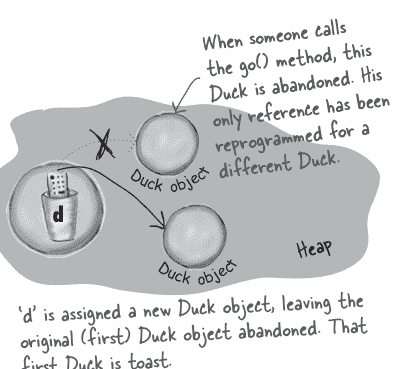 When someone calls
the go() method, this
Duck is abandoned. His
only reference has been
reprogrammed for a
different Duck.
Duck object
d
Duck object
Heap
'd' is assigned a new Duck object, leaving the
original (first) Duck object abandoned. That
first Duck is toast.